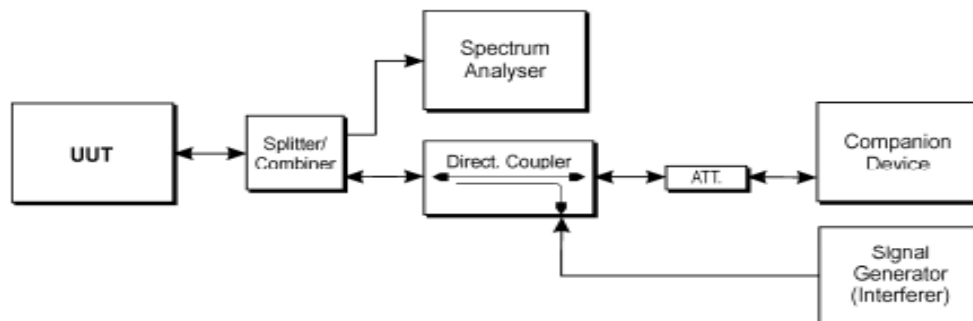 Spectrum
Analyser
UUT
Splitter/
Combiner
Direct. Coupler
ATT.
Companion
Device
Signal
Generator
(Interferer)